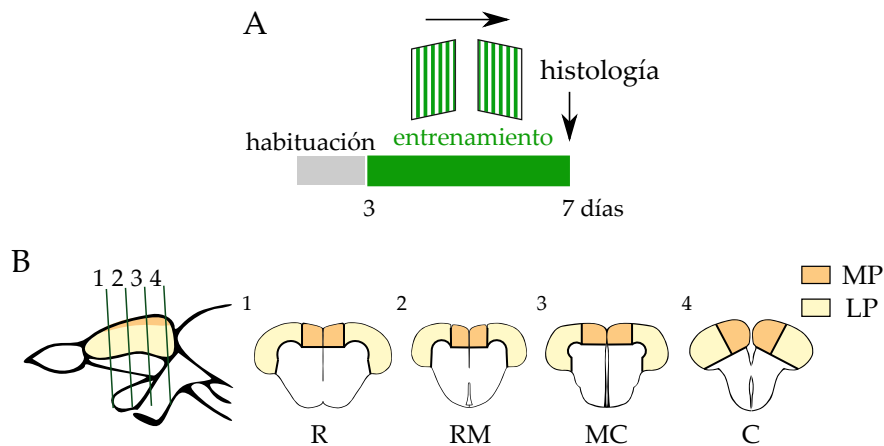 A
histología
habituación
entrenamiento
3
7 días
B
1 2 3 4
1
2
3
4
MP
LP
R
RM
MC
C